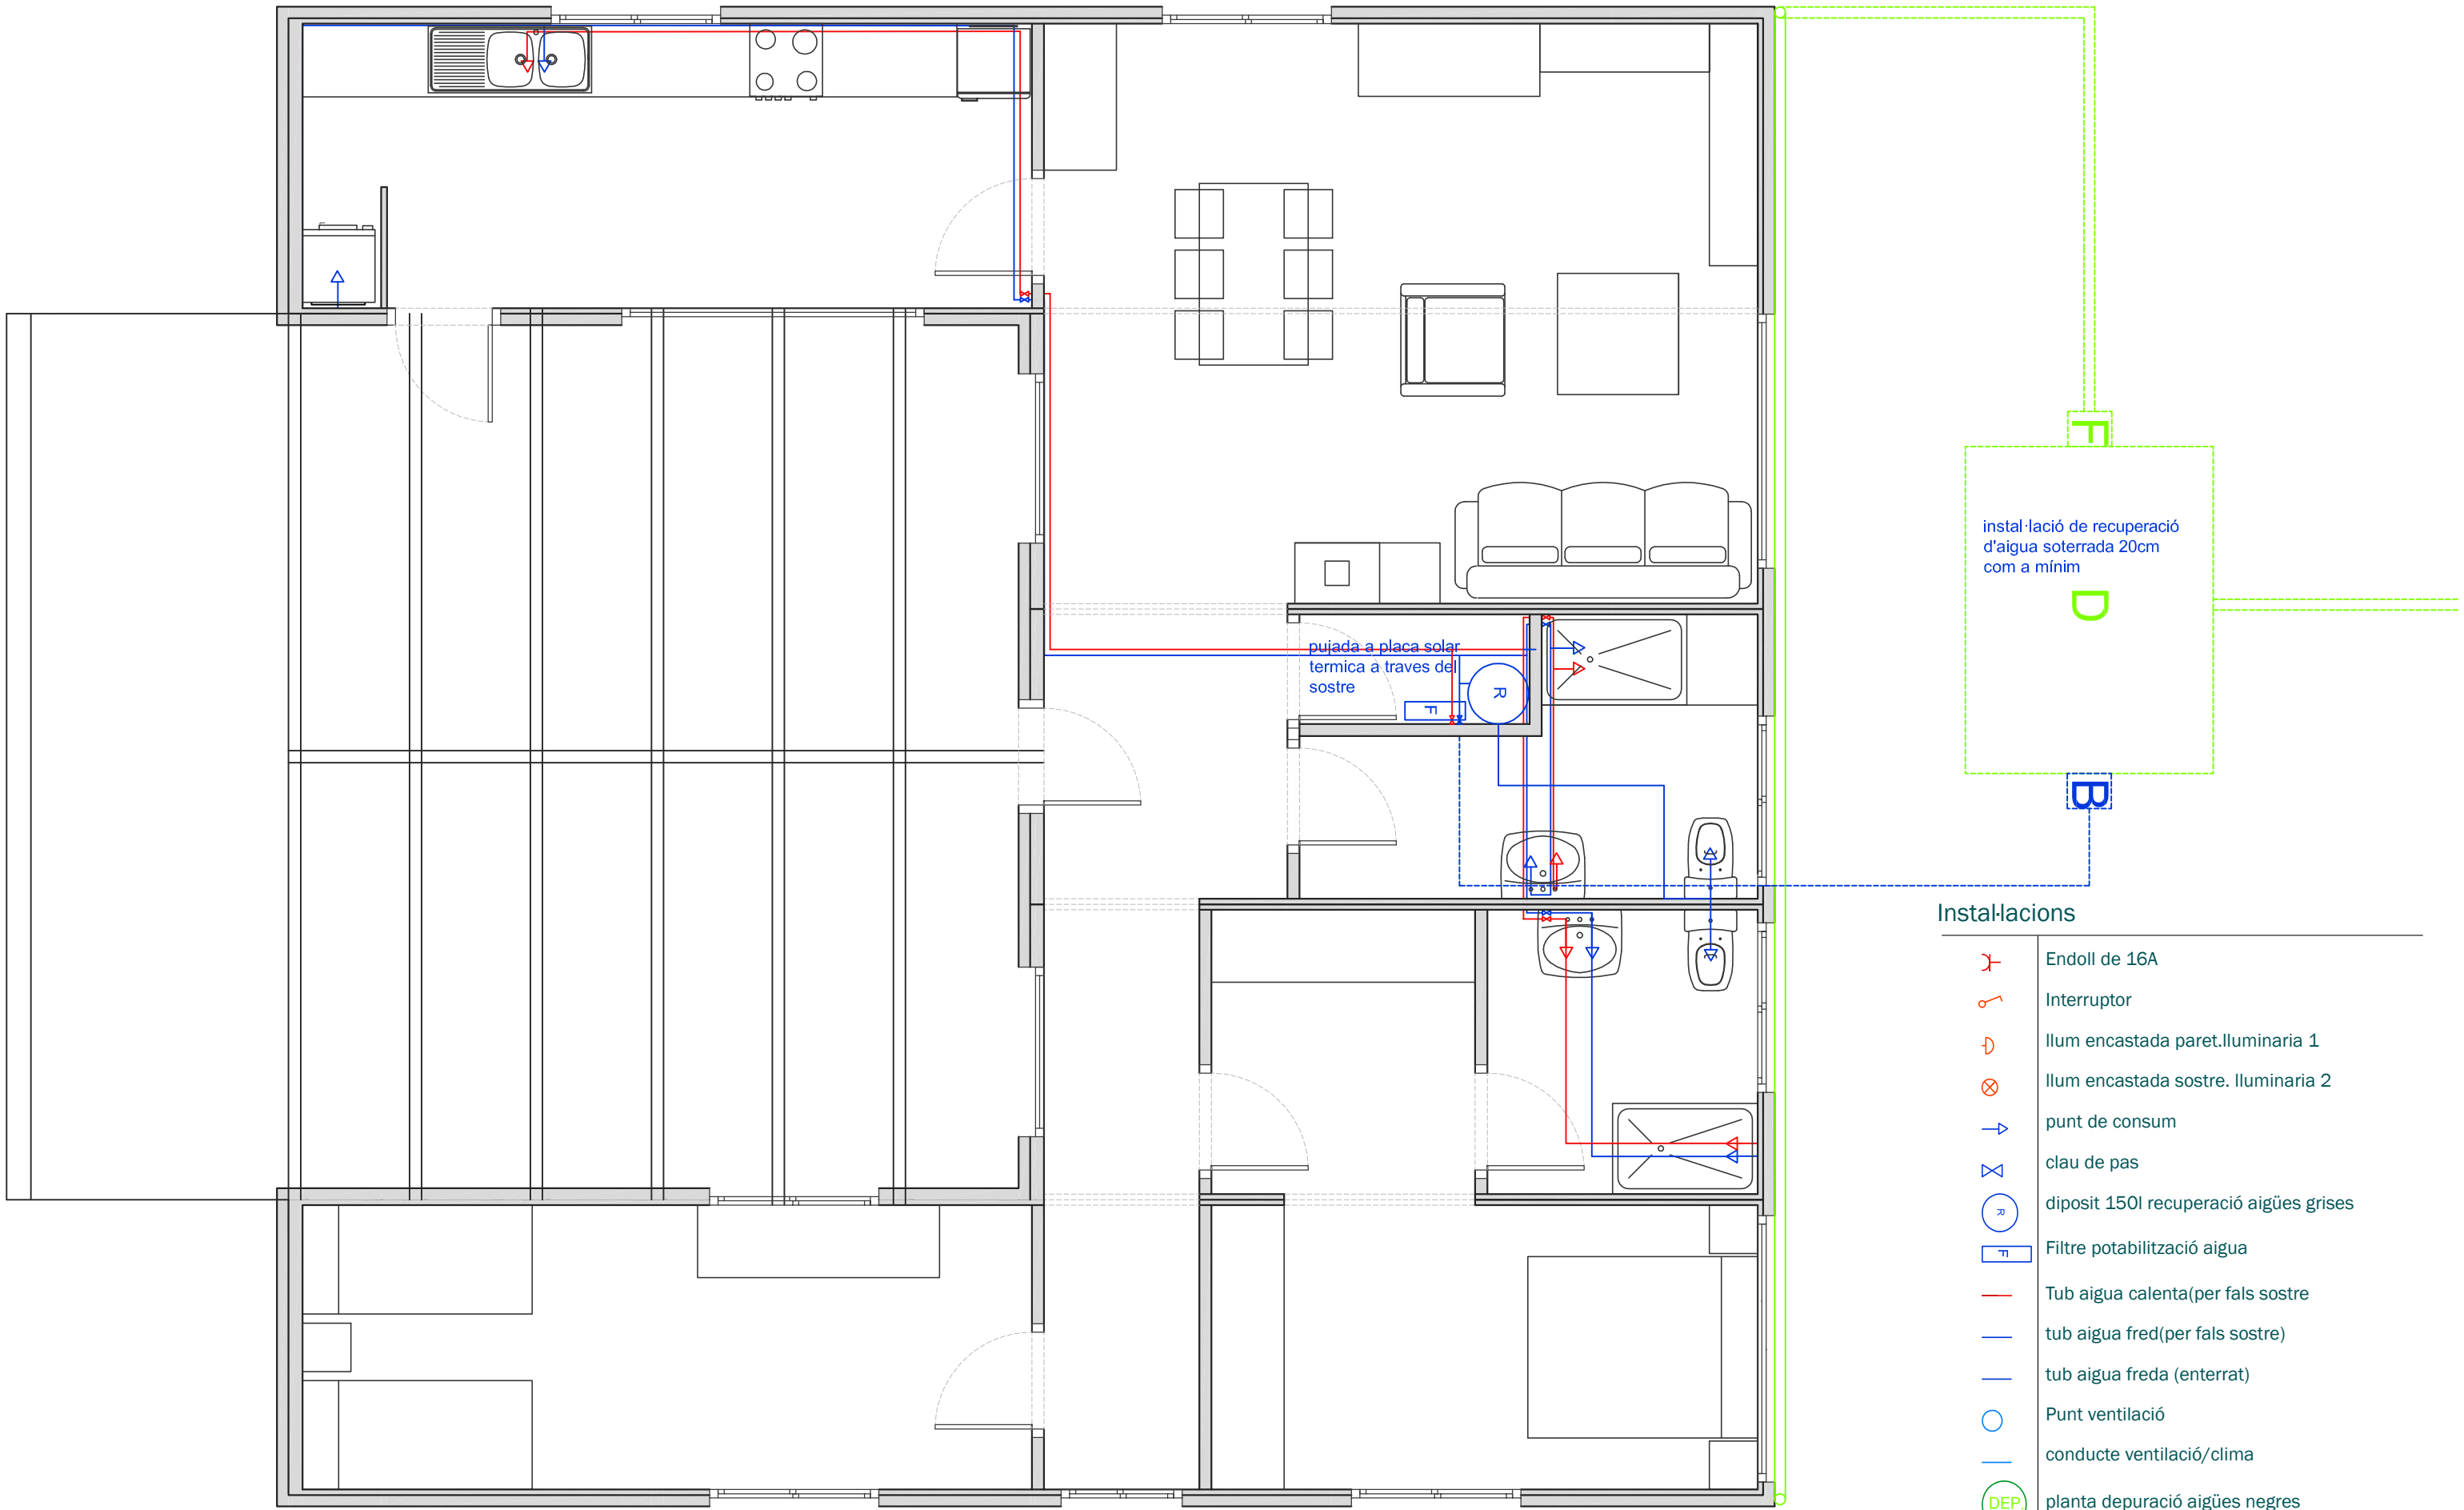 pujada a placa solar
termica a traves del
sostre
R
F
F
instal·lació de recuperació
d'aigua soterrada 20cm
com a mínim
D
B
Instal·lacions
Endoll de 16A
Interruptor
llum encastada paret.lluminaria 1
llum encastada sostre. lluminaria 2
punt de consum
clau de pas
R diposit 150l recuperació aigües grises
F Filtre potabilització aigua
Tub aigua calenta(per fals sostre
tub aigua fred(per fals sostre)
tub aigua freda (enterrat)
Punt ventilació
conducte ventilació/clima
DEP. planta depuració aigües negres